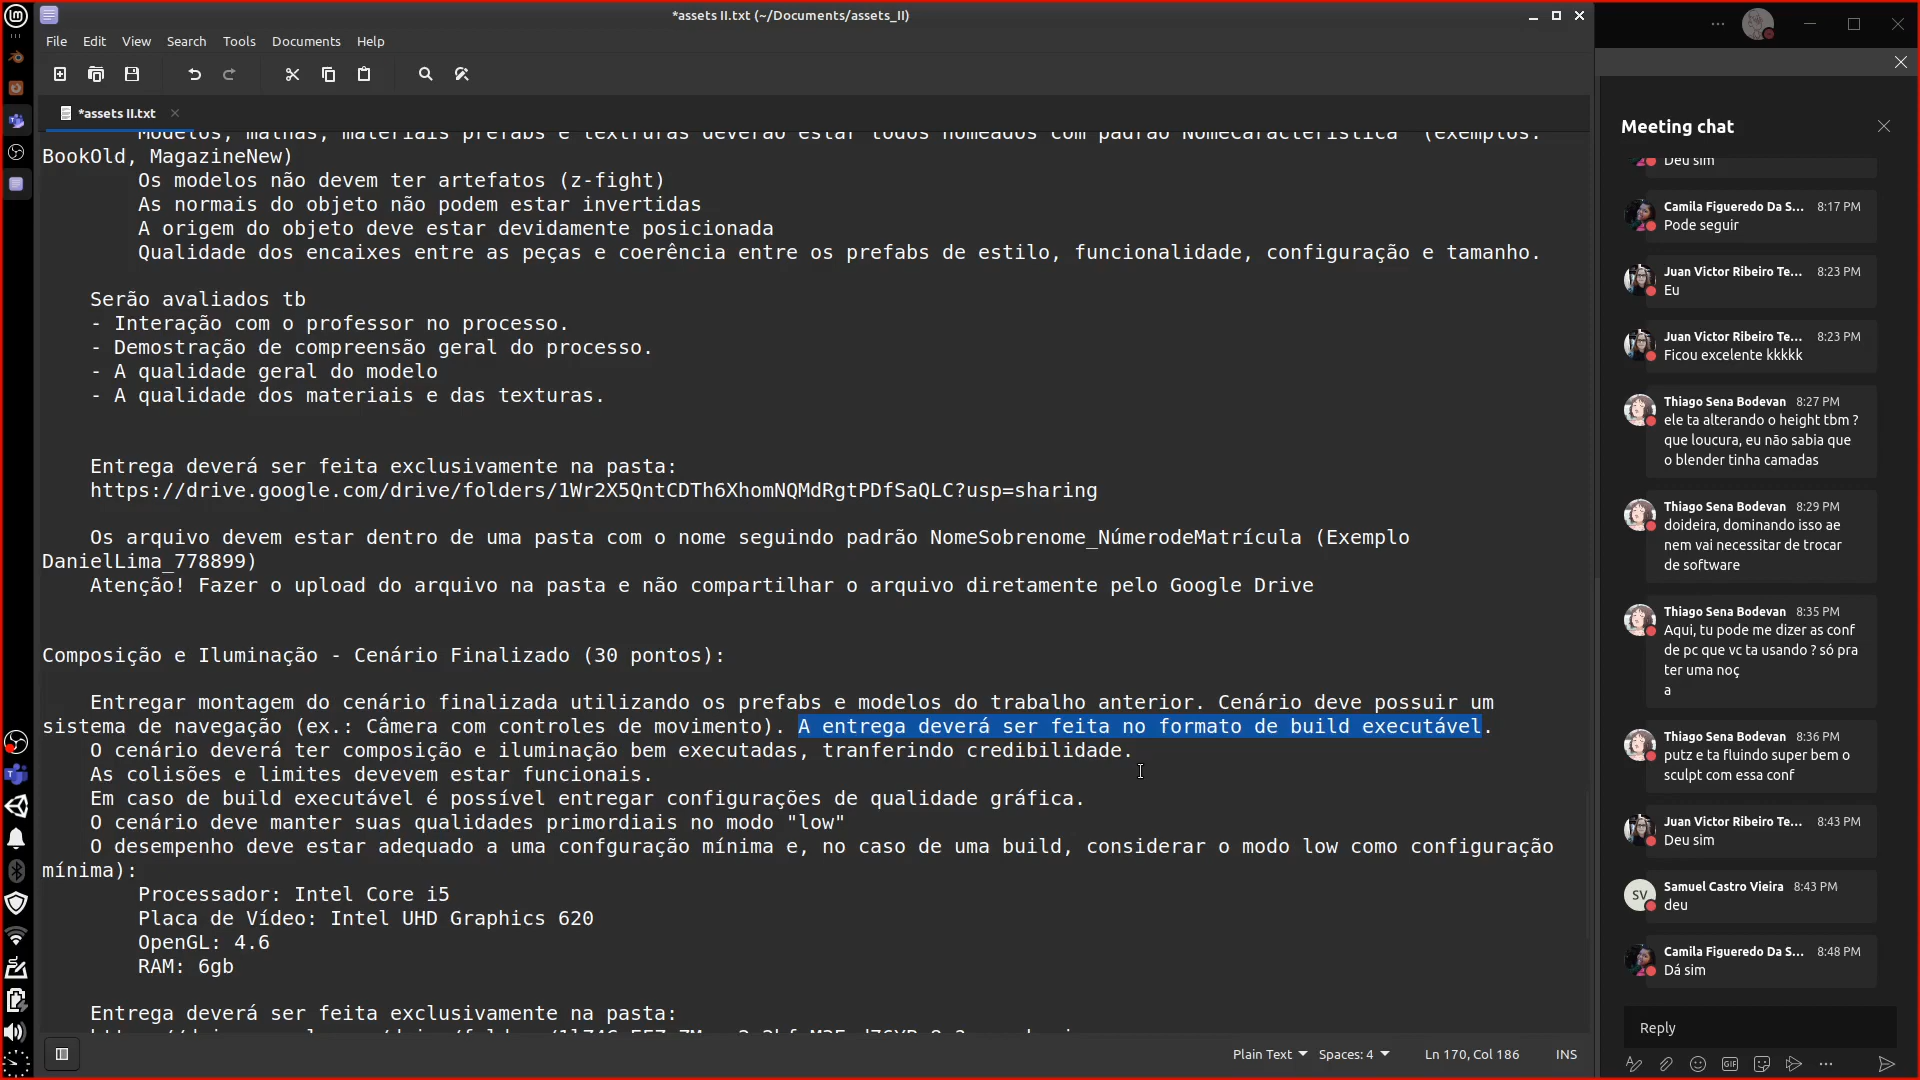 *assets II.txt (~/Documents/assets_II)
File Edit View Search Tools Documents Help
*assets II.txt
Modelos, malhas, materiais prefabs e textruras deverão estar todos nomeados com padrão NomeCaracterística (exemplos:
BookOld, MagazineNew)
Os modelos não devem ter artefatos (z-fight)
As normais do objeto não podem estar invertidas
A origem do objeto deve estar devidamente posicionada
Qualidade dos encaixes entre as peças e coerência entre os prefabs de estilo, funcionalidade, configuração e tamanho.
Serão avaliados tb
- Interação com o professor no processo.
- Demostração de compreensão geral do processo.
- A qualidade geral do modelo
- A qualidade dos materiais e das texturas.
Entrega deverá ser feita exclusivamente na pasta:
https://drive.google.com/drive/folders/1Wr2X5QntCDTh6XhomNQMdRgtPDfSaQLC?usp=sharing
Os arquivo devem estar dentro de uma pasta com o nome seguindo padrão NomeSobrenome_NúmerodeMatrícula (Exemplo
DanielLima_778899)
Atenção! Fazer o upload do arquivo na pasta e não compartilhar o arquivo diretamente pelo Google Drive
Composição e Iluminação - Cenário Finalizado (30 pontos):
Entregar montagem do cenário finalizada utilizando os prefabs e modelos do trabalho anterior. Cenário deve possuir um
sistema de navegação (ex.: Câmera com controles de movimento). A entrega deverá ser feita no formato de build executável.
O cenário deverá ter composição e iluminação bem executadas, tranferindo credibilidade.
As colisões e limites devevem estar funcionais.
Em caso de build executável é possível entregar configurações de qualidade gráfica.
O cenário deve manter suas qualidades primordiais no modo "low"
O desempenho deve estar adequado a uma confguração mínima e, no caso de uma build, considerar o modo low como configuração
mínima):
Processador: Intel Core i5
Placa de Vídeo: Intel UHD Graphics 620
OpenGL: 4.6
RAM: 6gb
Entrega deverá ser feita exclusivamente na pasta:
Plain Text Spaces: 4 Ln 170, Col 186 INS
Meeting chat
Deu sim
Camila Figueredo Da S... 8:17 PM
Pode seguir
Juan Victor Ribeiro Te... 8:23 PM
Eu
Juan Victor Ribeiro Te... 8:23 PM
Ficou excelente kkkkk
Thiago Sena Bodevan 8:27 PM
ele ta alterando o height tbm ?
que loucura, eu não sabia que
o blender tinha camadas
Thiago Sena Bodevan 8:29 PM
doideira, dominando isso ae
nem vai necessitar de trocar
de software
Thiago Sena Bodevan 8:35 PM
Aqui, tu pode me dizer as conf
de pc que vc ta usando ? só pra
ter uma noç
a
Thiago Sena Bodevan 8:36 PM
putz e ta fluindo super bem o
sculpt com essa conf
Juan Victor Ribeiro Te... 8:43 PM
Deu sim
SV
Samuel Castro Vieira 8:43 PM
deu
Camila Figueredo Da S... 8:48 PM
Dá sim
Reply
GIF